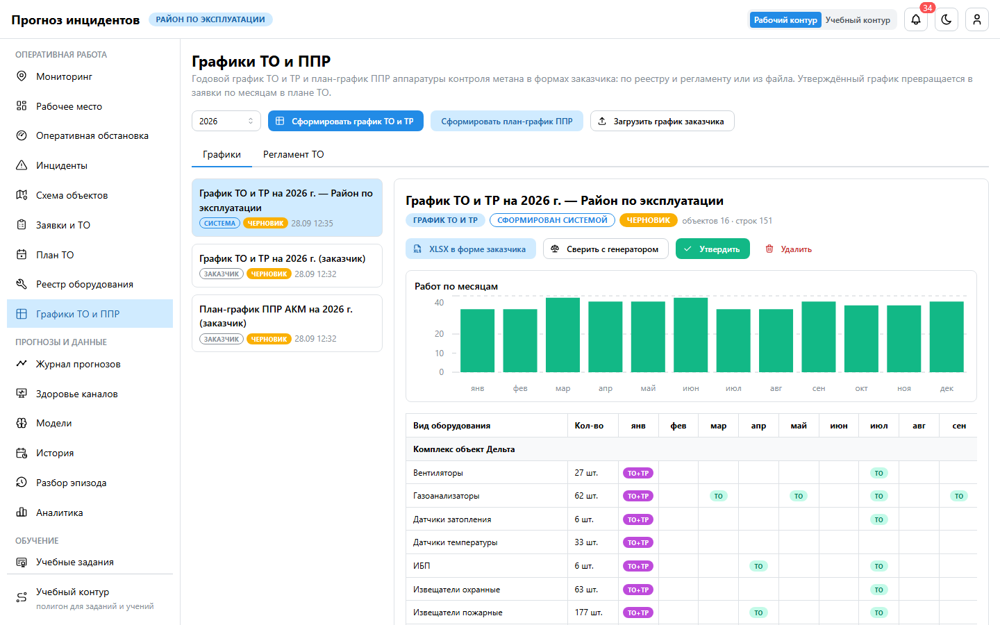 Прогноз инцидентов
РАЙОН ПО ЭКСПЛУАТАЦИИ
Рабочий контур
Учебный контур
34
ОПЕРАТИВНАЯ РАБОТА
Мониторинг
Рабочее место
Оперативная обстановка
Инциденты
Схема объектов
Заявки и ТО
План ТО
Реестр оборудования
Графики ТО и ППР
ПРОГНОЗЫ И ДАННЫЕ
Журнал прогнозов
Здоровье каналов
Модели
История
Разбор эпизода
Аналитика
ОБУЧЕНИЕ
Учебные задания
Учебный контур
полигон для заданий и учений
Графики ТО и ППР
Годовой график ТО и ТР и план-график ППР аппаратуры контроля метана в формах заказчика: по реестру и регламенту или из файла. Утверждённый график превращается в
заявки по месяцам в плане ТО.
2026
Сформировать график ТО и ТР
Сформировать план-график ППР
Загрузить график заказчика
Графики
Регламент ТО
График ТО и ТР на 2026 г. — Район по
эксплуатации
СИСТЕМА ЧЕРНОВИК 28.09 12:35
График ТО и ТР на 2026 г. (заказчик)
ЗАКАЗЧИК ЧЕРНОВИК 28.09 12:32
План-график ППР АКМ на 2026 г.
(заказчик)
ЗАКАЗЧИК ЧЕРНОВИК 28.09 12:32
График ТО и ТР на 2026 г. — Район по эксплуатации
ГРАФИК ТО И ТР СФОРМИРОВАН СИСТЕМОЙ ЧЕРНОВИК объектов 16 · строк 151
XLSX в форме заказчика
Сверить с генератором
Утвердить
Удалить
Работ по месяцам
40
20
10
0
янв фев мар апр май июн июл авг сен окт ноя дек
Вид оборудования Кол-во янв фев мар апр май июн июл авг сен
Комплекс объект Дельта
Вентиляторы 27 шт. ТО+ТР ТО
Газоанализаторы 62 шт. ТО+ТР ТО ТО ТО ТО
Датчики затопления 6 шт. ТО+ТР ТО
Датчики температуры 33 шт. ТО+ТР
ИБП 6 шт. ТО+ТР ТО ТО
Извещатели охранные 63 шт. ТО+ТР ТО
Извещатели пожарные 177 шт. ТО+ТР ТО ТО